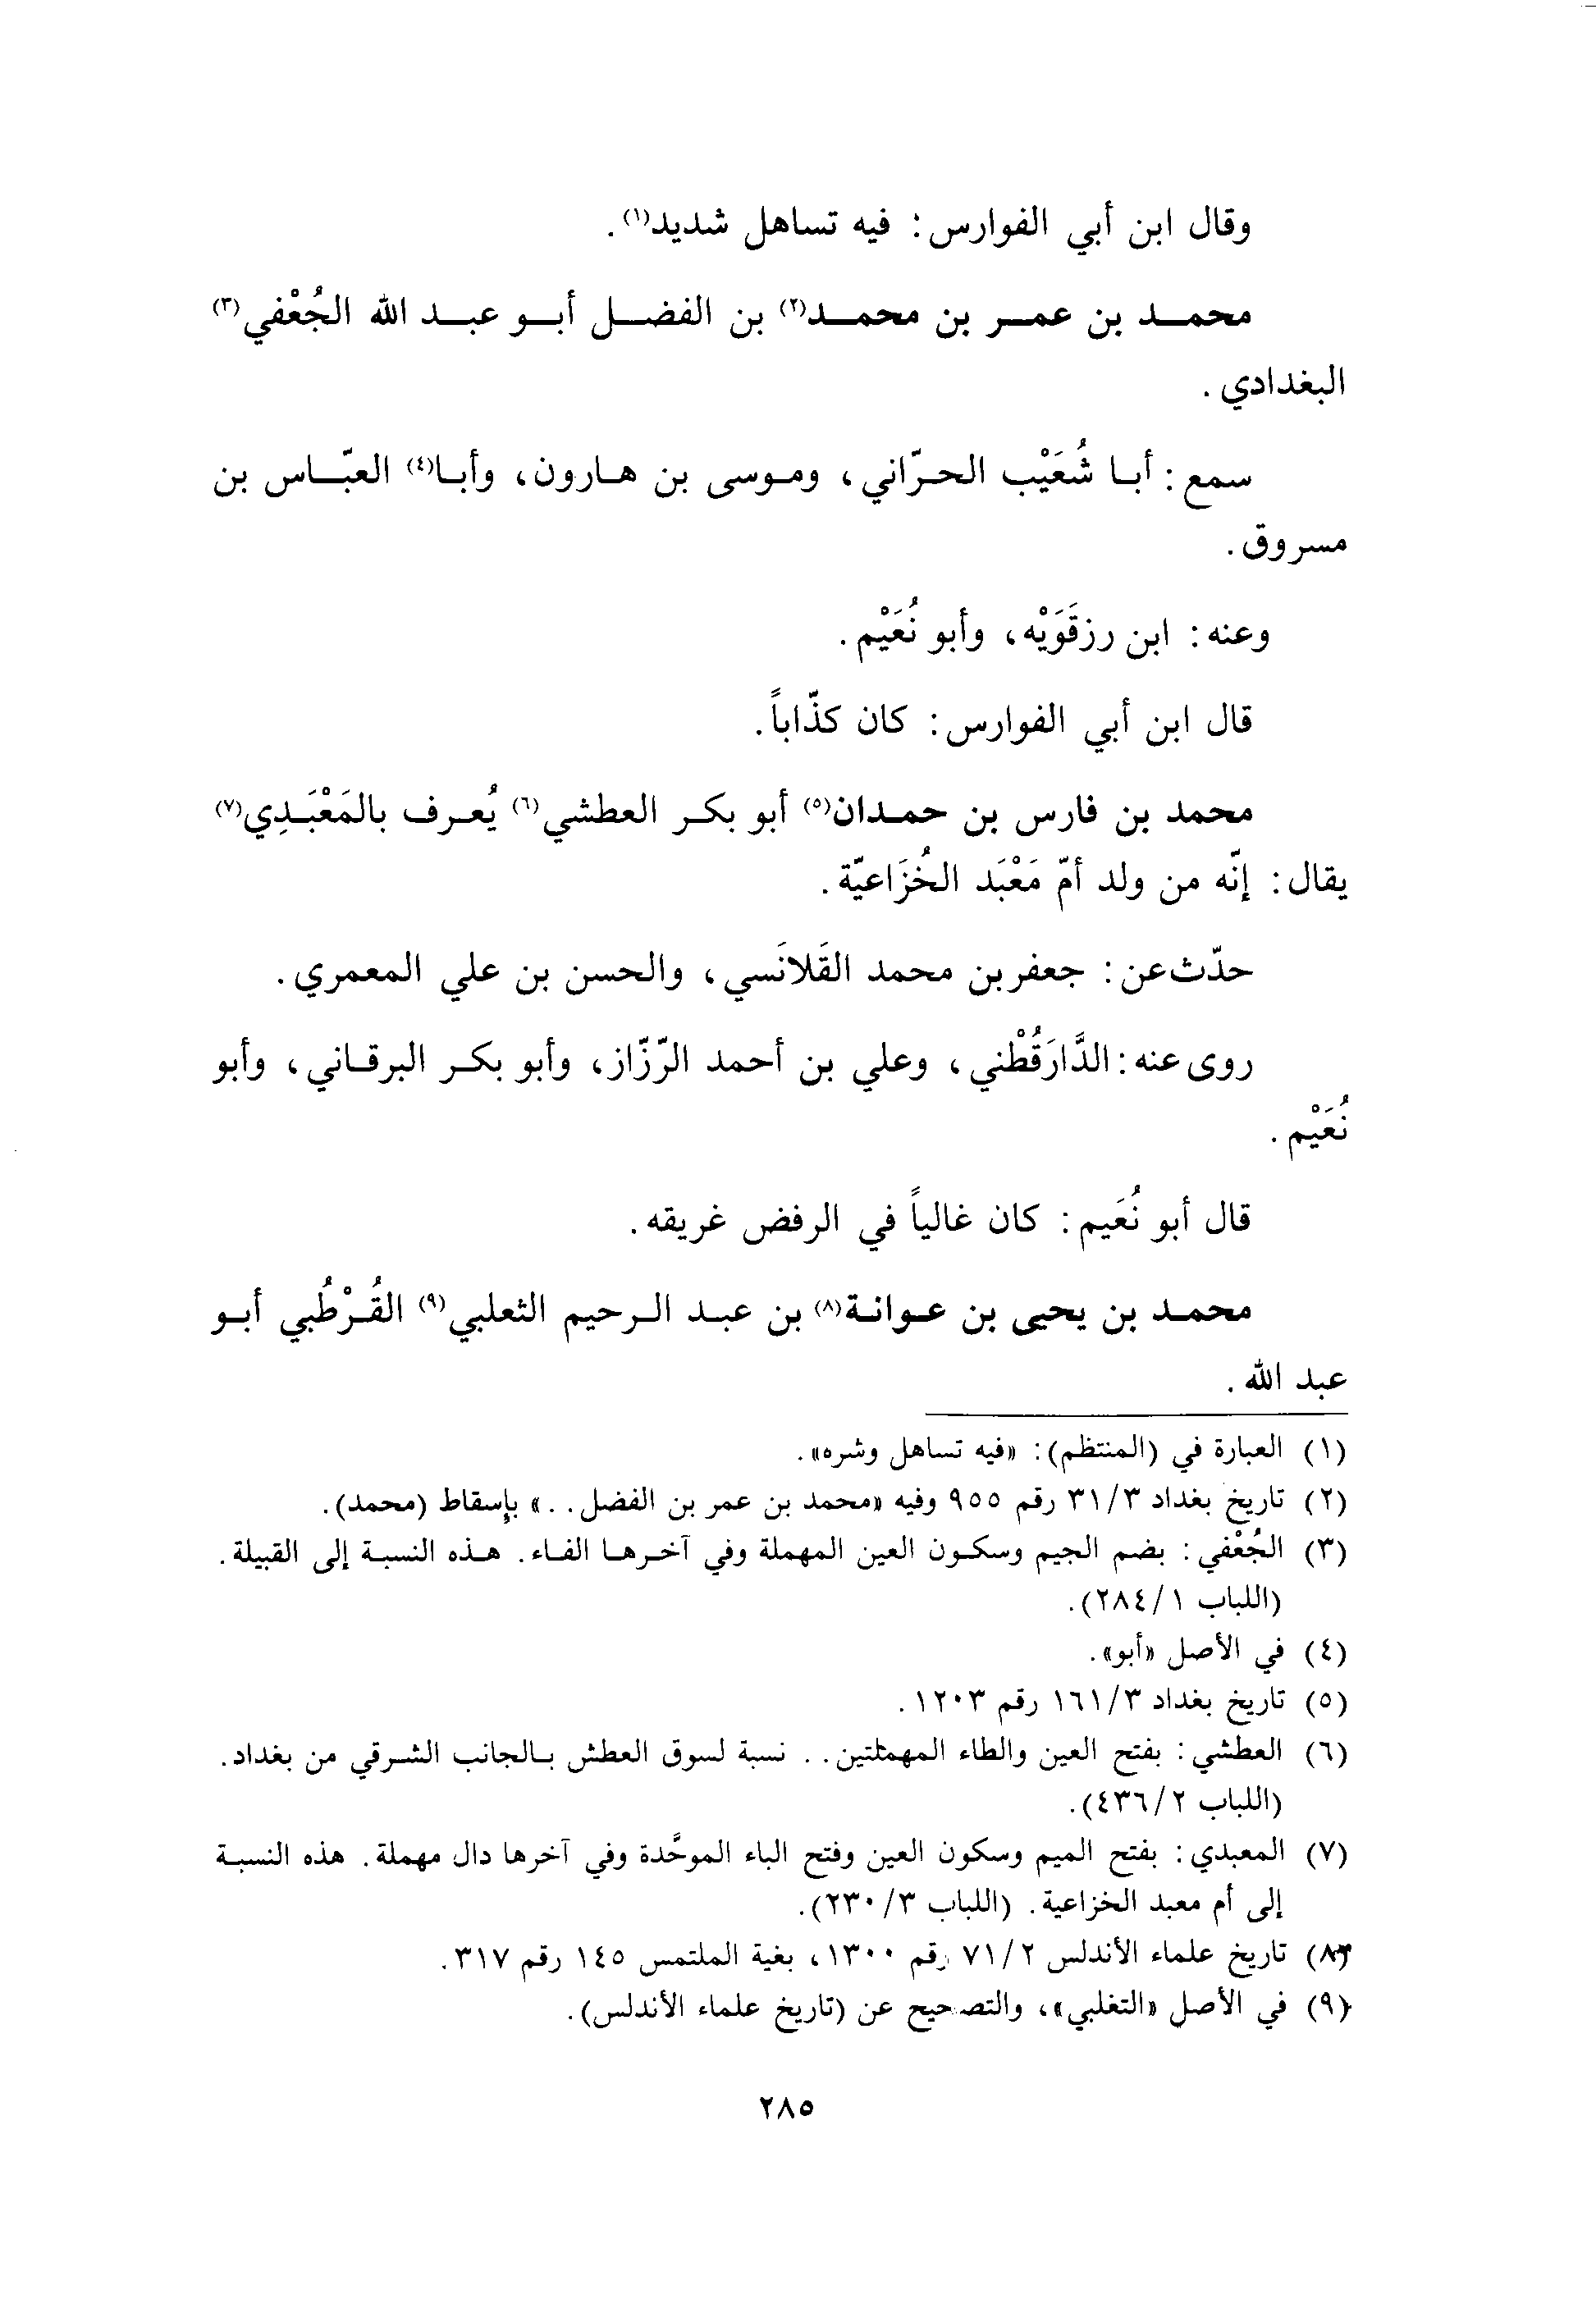 وقال ابن أبي الفوارس: فيه تساهل شديد(١).
محمد بن عمر بن محمد(٢) بن الفضل أبو عبد الله الجُعْفي(٣)
البغدادي.
سمع: أبا شُعَيْب الحرّاني، وموسى بن هارون، وأبا(٤) العبّاس بن
مسروق.
وعنه: ابن رزقَوَيْه، وأبو نُعَيْم.
قال ابن أبي الفوارس: كان كذّاباً.
محمد بن فارس بن حمدان(٥) أبو بكر العطشي(٦) يُعرف بالمَعْبَدِي(٧)
يقال: إنّه من ولد أمّ مَعْبَد الخُزَاعيّة.
حدّث عن: جعفر بن محمد القَلانَسي، والحسن بن علي المعمري.
روى عنه: الدَّارَقُطْني، وعلي بن أحمد الرّزّاز، وأبو بكر البرقاني، وأبو
نُعَيْم.
قال أبو نُعَيم: كان غالياً في الرفض غريقه.
محمد بن يحيى بن عوانة(٨) بن عبد الرحيم الثعلبي(٩) القُرْطُبي أبو
عبد الله.
(١) العبارة في (المنتظم): «فيه تساهل وشره».
(٢) تاريخ بغداد ٣١/٣ رقم ٩٥٥ وفيه «محمد بن عمر بن الفضل..» بإسقاط (محمد).
(٣) الجُعْفي: بضم الجيم وسكون العين المهملة وفي آخرها الفاء. هذه النسبة إلى القبيلة.
(اللباب ٢٨٤/١).
(٤) في الأصل «أبو».
(٥) تاريخ بغداد ١٦١/٣ رقم ١٢٠٣.
(٦) العطشي: بفتح العين والطاء المهملتين.. نسبة لسوق العطش بالجانب الشرقي من بغداد.
(اللباب ٤٣٦/٢).
(٧) المعبدي: بفتح الميم وسكون العين وفتح الباء الموحَّدة وفي آخرها دال مهملة. هذه النسبة
إلى أم معبد الخزاعية. (اللباب ٢٣٠/٣).
(٨) تاريخ علماء الأندلس ٧١/٢ رقم ١٣٠٠، بغية الملتمس ١٤٥ رقم ٣١٧.
(٩) في الأصل «التغلبي»، والتصحيح عن (تاريخ علماء الأندلس).
٢٨٥